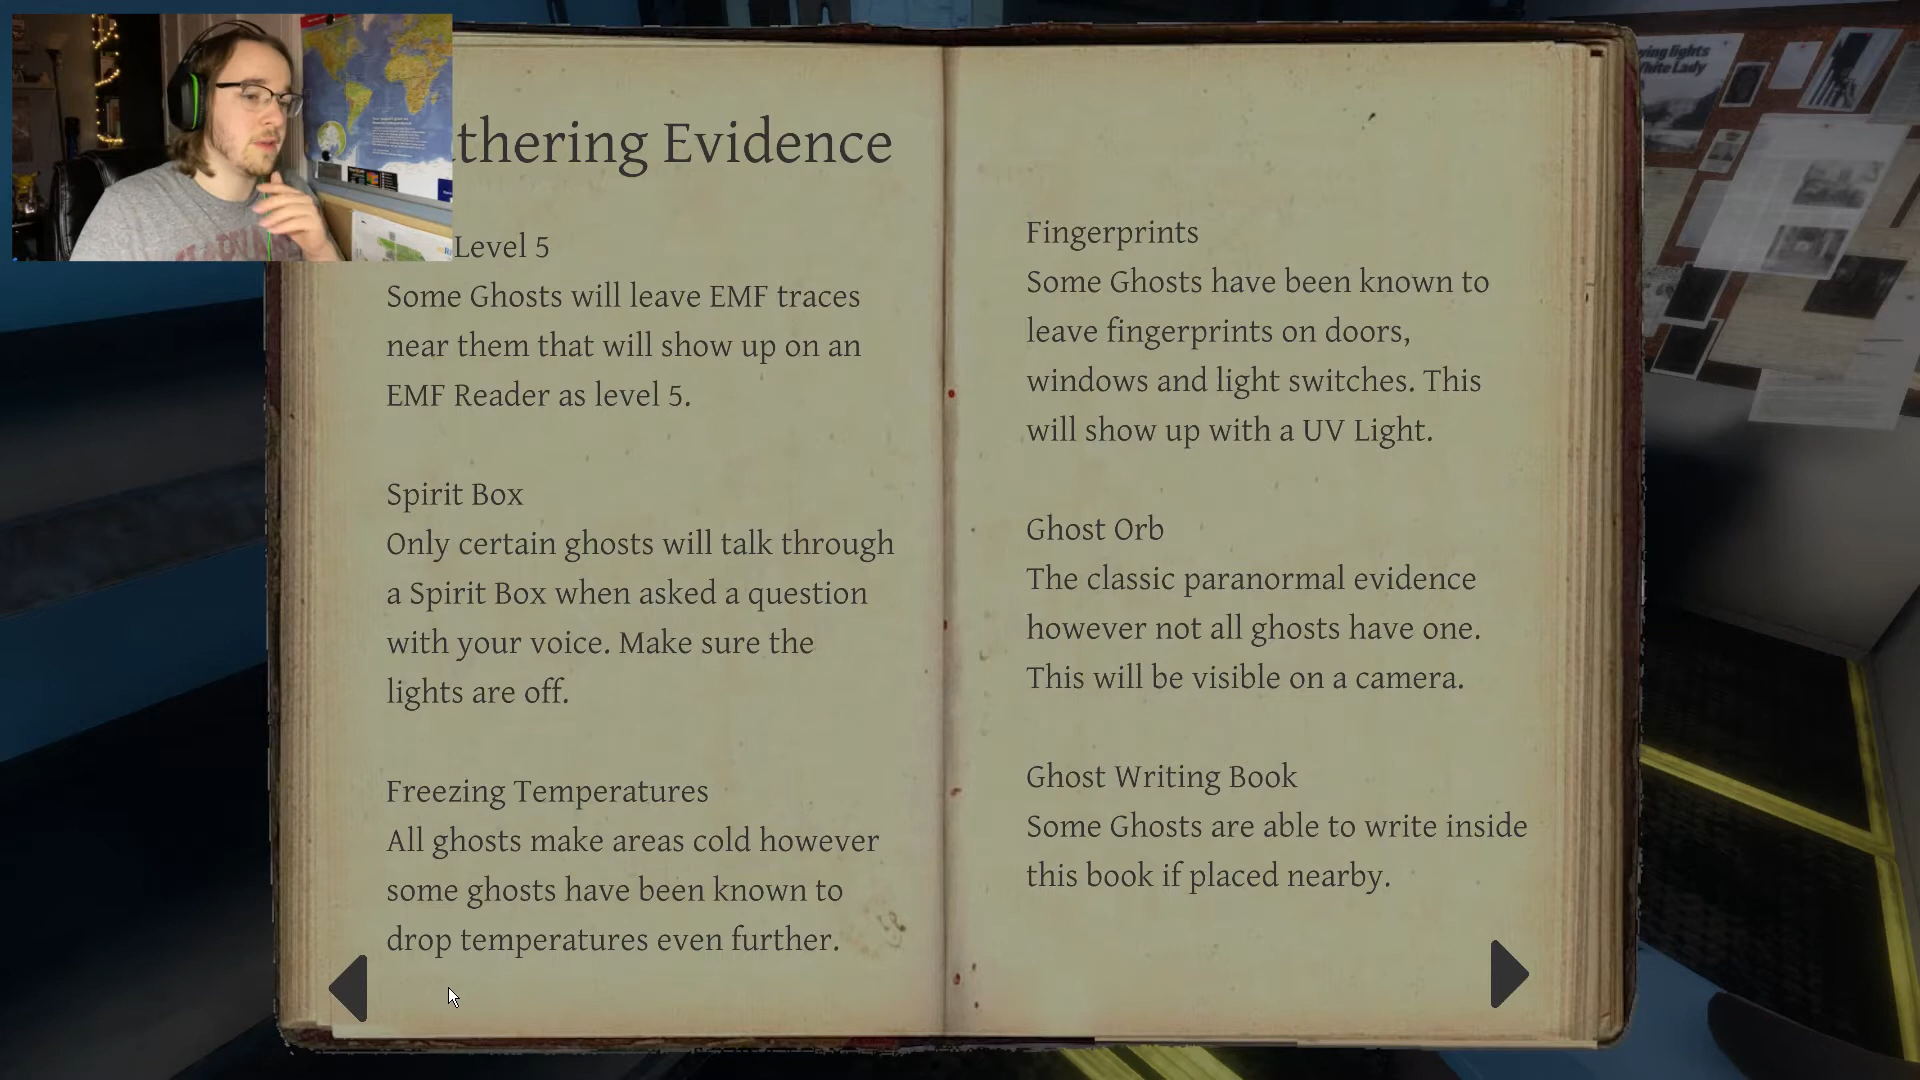 thering Evidence
Level 5
Some Ghosts will leave EMF traces
near them that will show up on an
EMF Reader as level 5.
Spirit Box
Only certain ghosts will talk through
a Spirit Box when asked a question
with your voice. Make sure the
lights are off.
Freezing Temperatures
All ghosts make areas cold however
some ghosts have been known to
drop temperatures even further.
Fingerprints
Some Ghosts have been known to
leave fingerprints on doors,
windows and light switches. This
will show up with a UV Light.
Ghost Orb
The classic paranormal evidence
however not all ghosts have one.
This will be visible on a camera.
Ghost Writing Book
Some Ghosts are able to write inside
this book if placed nearby.
ying lights
hite Lady